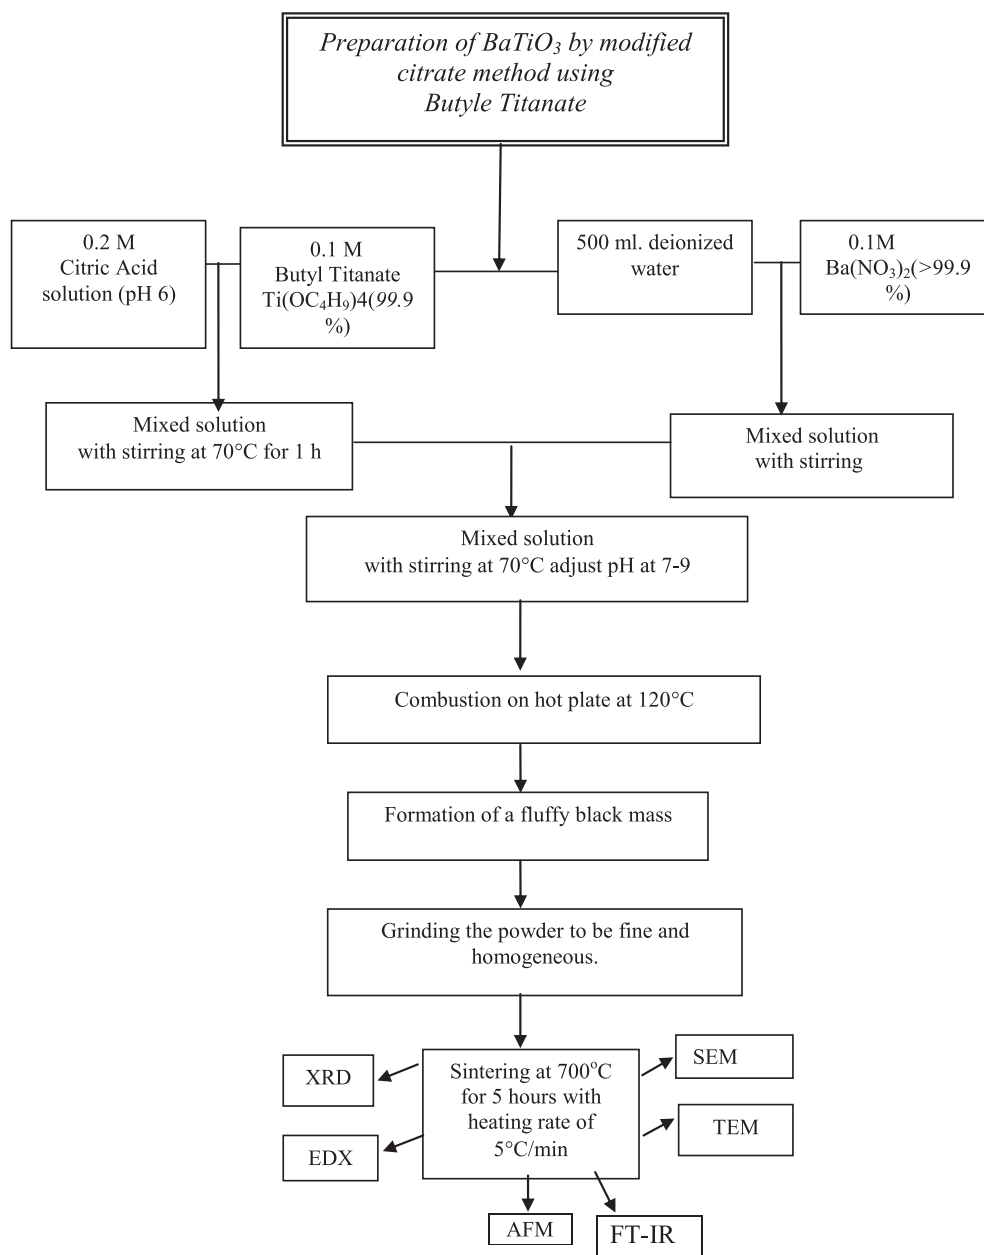 Preparation of BaTiO₃ by modified
citrate method using
Butyle Titanate
0.2 M
Citric Acid
solution (pH 6)
0.1 M
Butyl Titanate
Ti(OC₄H₉)4(99.9
%)
500 ml. deionized
water
0.1M
Ba(NO₃)₂(>99.9
%)
Mixed solution
with stirring at 70°C for 1 h
Mixed solution
with stirring
Mixed solution
with stirring at 70°C adjust pH at 7-9
Combustion on hot plate at 120°C
Formation of a fluffy black mass
Grinding the powder to be fine and
homogeneous.
Sintering at 700°C
for 5 hours with
heating rate of
5°C/min
XRD
SEM
EDX
TEM
AFM
FT-IR